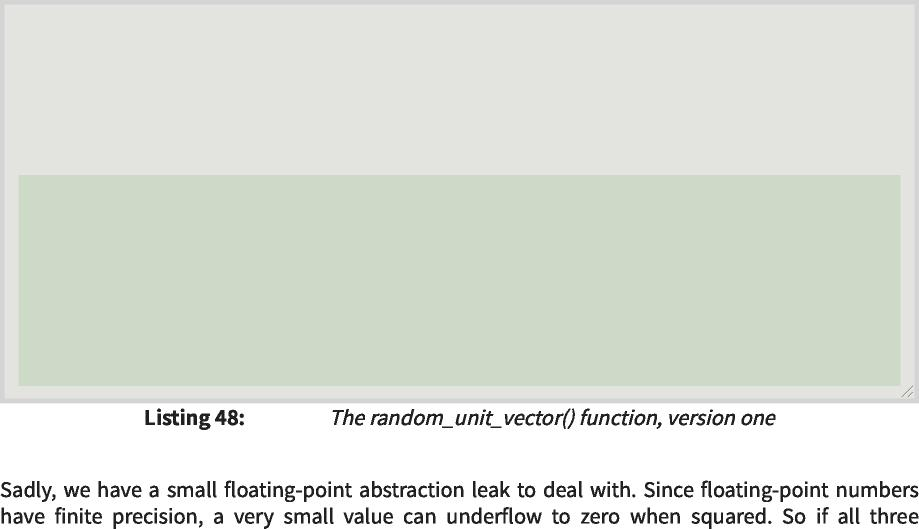 Listing 48: The random_unit_vector() function, version one
Sadly, we have a small floating-point abstraction leak to deal with. Since floating-point numbers
have finite precision, a very small value can underflow to zero when squared. So if all three